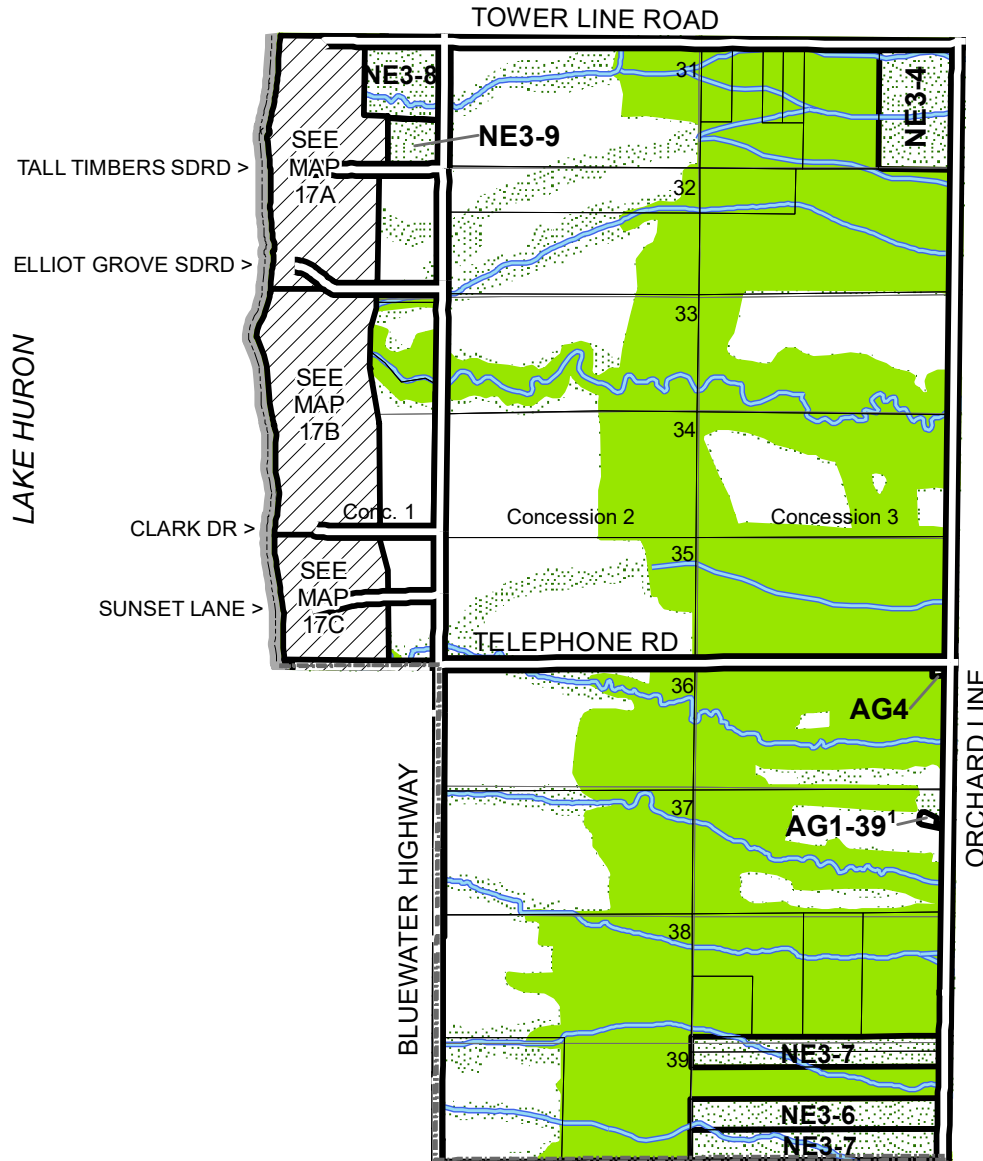 TOWER LINE ROAD
31
NE3-8
NE3-4
NE3-9
SEE
MAP
17A
TALL TIMBERS SDRD >
32
ELLIOT GROVE SDRD >
33
LAKE HURON
SEE
MAP
17B
34
Conc. 1
Concession 2
Concession 3
CLARK DR >
35
SEE
MAP
17C
SUNSET LANE >
TELEPHONE RD
36
AG4
ORCHARD LINE
BLUEWATER HIGHWAY
37
AG1-39¹
38
39
NE3-7
NE3-6
NE3-7